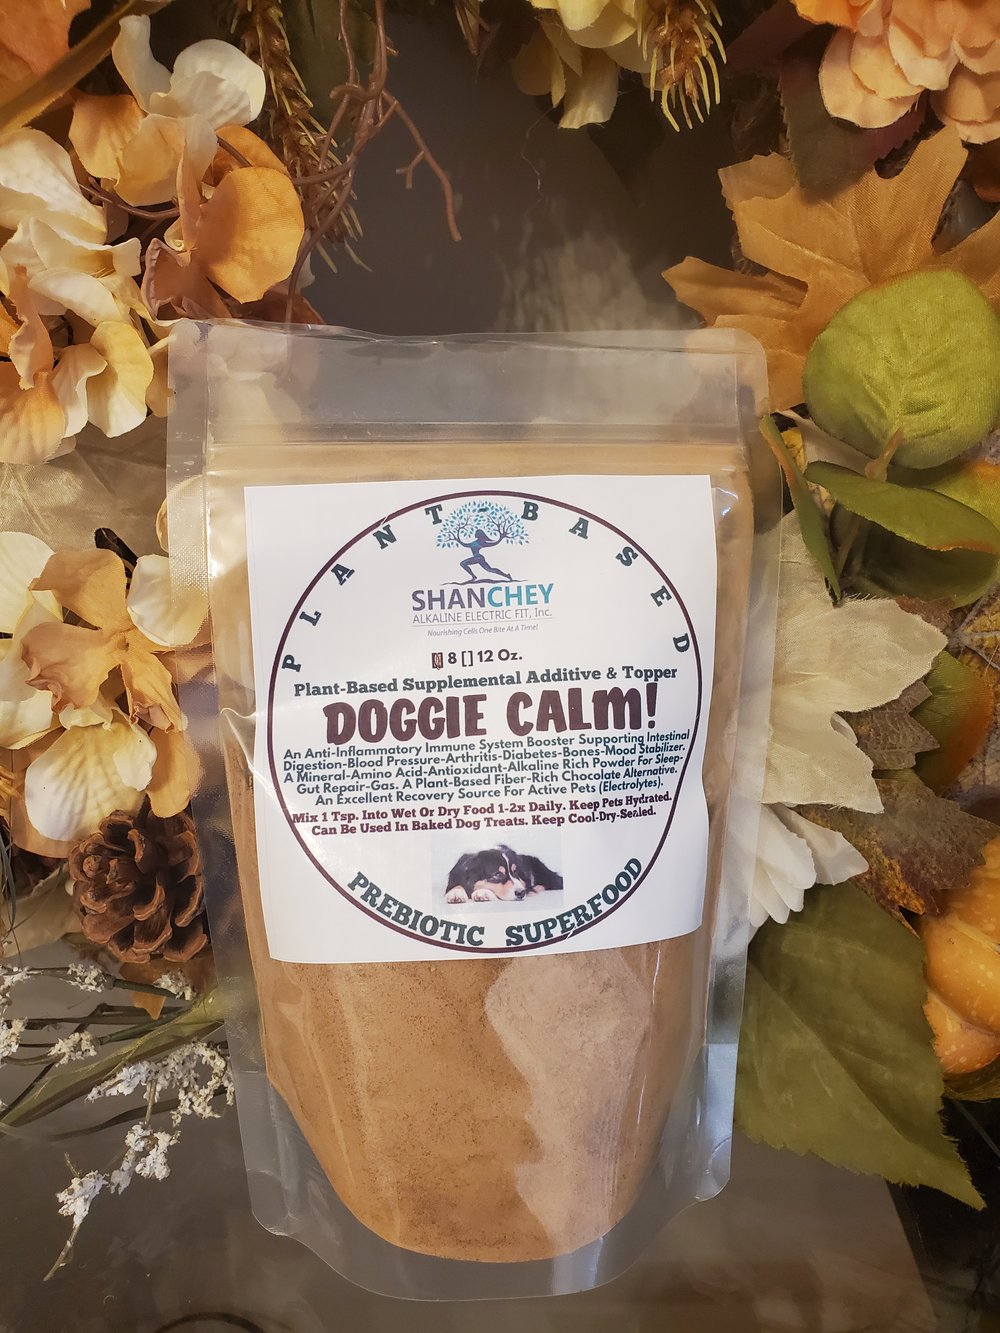 PLANT-BASED
SHANCHEY
ALKALINE ELECTRIC FIT, Inc.
Nourishing Cells One Bite At A Time!
8 [] 12 Oz.
Plant-Based Supplemental Additive & Topper
DOGGIE CALM!
An Anti-Inflammatory Immune System Booster Supporting Intestinal
Digestion-Blood Pressure-Arthritis-Diabetes-Bones-Mood Stabilizer.
A Mineral-Amino Acid-Antioxidant-Alkaline Rich Powder For Sleep-
Gut Repair-Gas. A Plant-Based Fiber-Rich Chocolate Alternative.
An Excellent Recovery Source For Active Pets (Electrolytes).
Mix 1 Tsp. Into Wet Or Dry Food 1-2x Daily. Keep Pets Hydrated.
Can Be Used In Baked Dog Treats. Keep Cool-Dry-Sealed.
PREBIOTIC SUPERFOOD